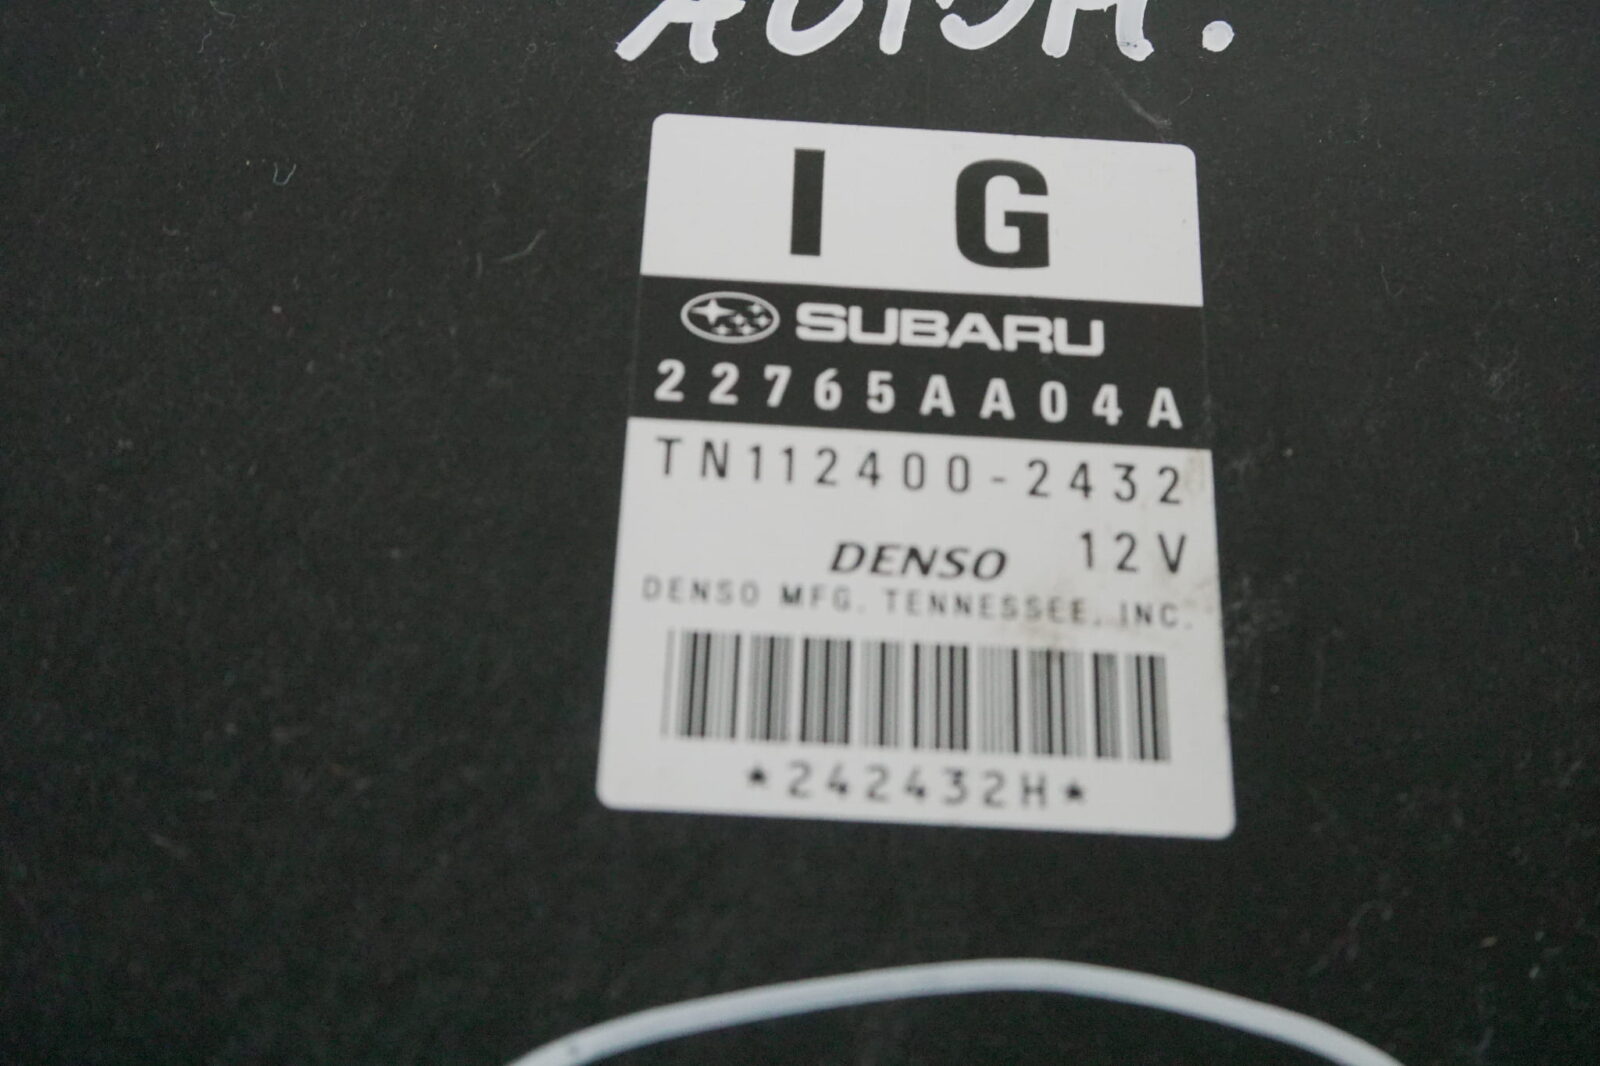 I G
SUBARU
22765AA04A
TN112400-2432
DENSO 12V
DENSO MFG. TENNESSEE, INC.
*242432H*